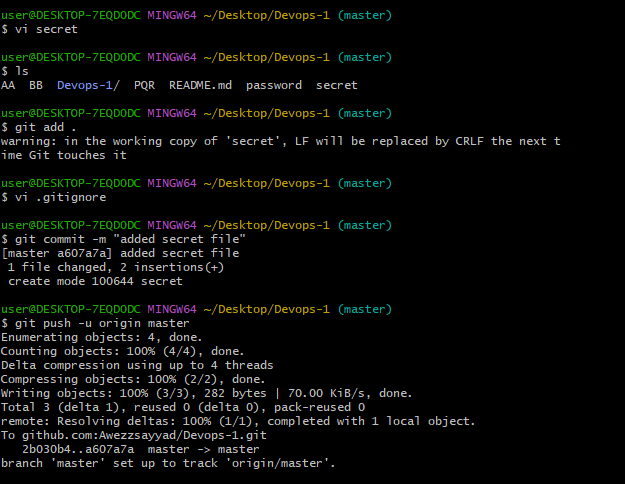 user@DESKTOP-7EQDODC MINGW64 ~/Desktop/Devops-1 (master)
$ vi secret
user@DESKTOP-7EQDODC MINGW64 ~/Desktop/Devops-1 (master)
$ ls
AA  BB  Devops-1/  PQR  README.md  password  secret
user@DESKTOP-7EQDODC MINGW64 ~/Desktop/Devops-1 (master)
$ git add .
warning: in the working copy of 'secret', LF will be replaced by CRLF the next t
ime Git touches it
user@DESKTOP-7EQDODC MINGW64 ~/Desktop/Devops-1 (master)
$ vi .gitignore
user@DESKTOP-7EQDODC MINGW64 ~/Desktop/Devops-1 (master)
$ git commit -m "added secret file"
[master a607a7a] added secret file
 1 file changed, 2 insertions(+)
 create mode 100644 secret
user@DESKTOP-7EQDODC MINGW64 ~/Desktop/Devops-1 (master)
$ git push -u origin master
Enumerating objects: 4, done.
Counting objects: 100% (4/4), done.
Delta compression using up to 4 threads
Compressing objects: 100% (2/2), done.
Writing objects: 100% (3/3), 282 bytes | 70.00 KiB/s, done.
Total 3 (delta 1), reused 0 (delta 0), pack-reused 0
remote: Resolving deltas: 100% (1/1), completed with 1 local object.
To github.com:Awezzsayyad/Devops-1.git
   2b030b4..a607a7a  master -> master
branch 'master' set up to track 'origin/master'.